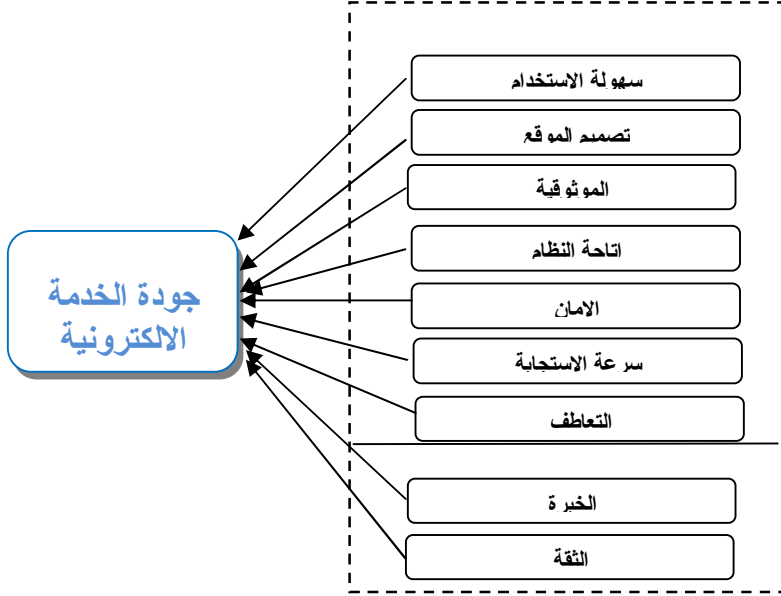 سهولة الاستخدام
تصميم الموقع
الموثوقية
اتاحة النظام
الامان
سرعة الاستجابة
التعاطف
الخبرة
الثقة
جودة الخدمة
الالكترونية